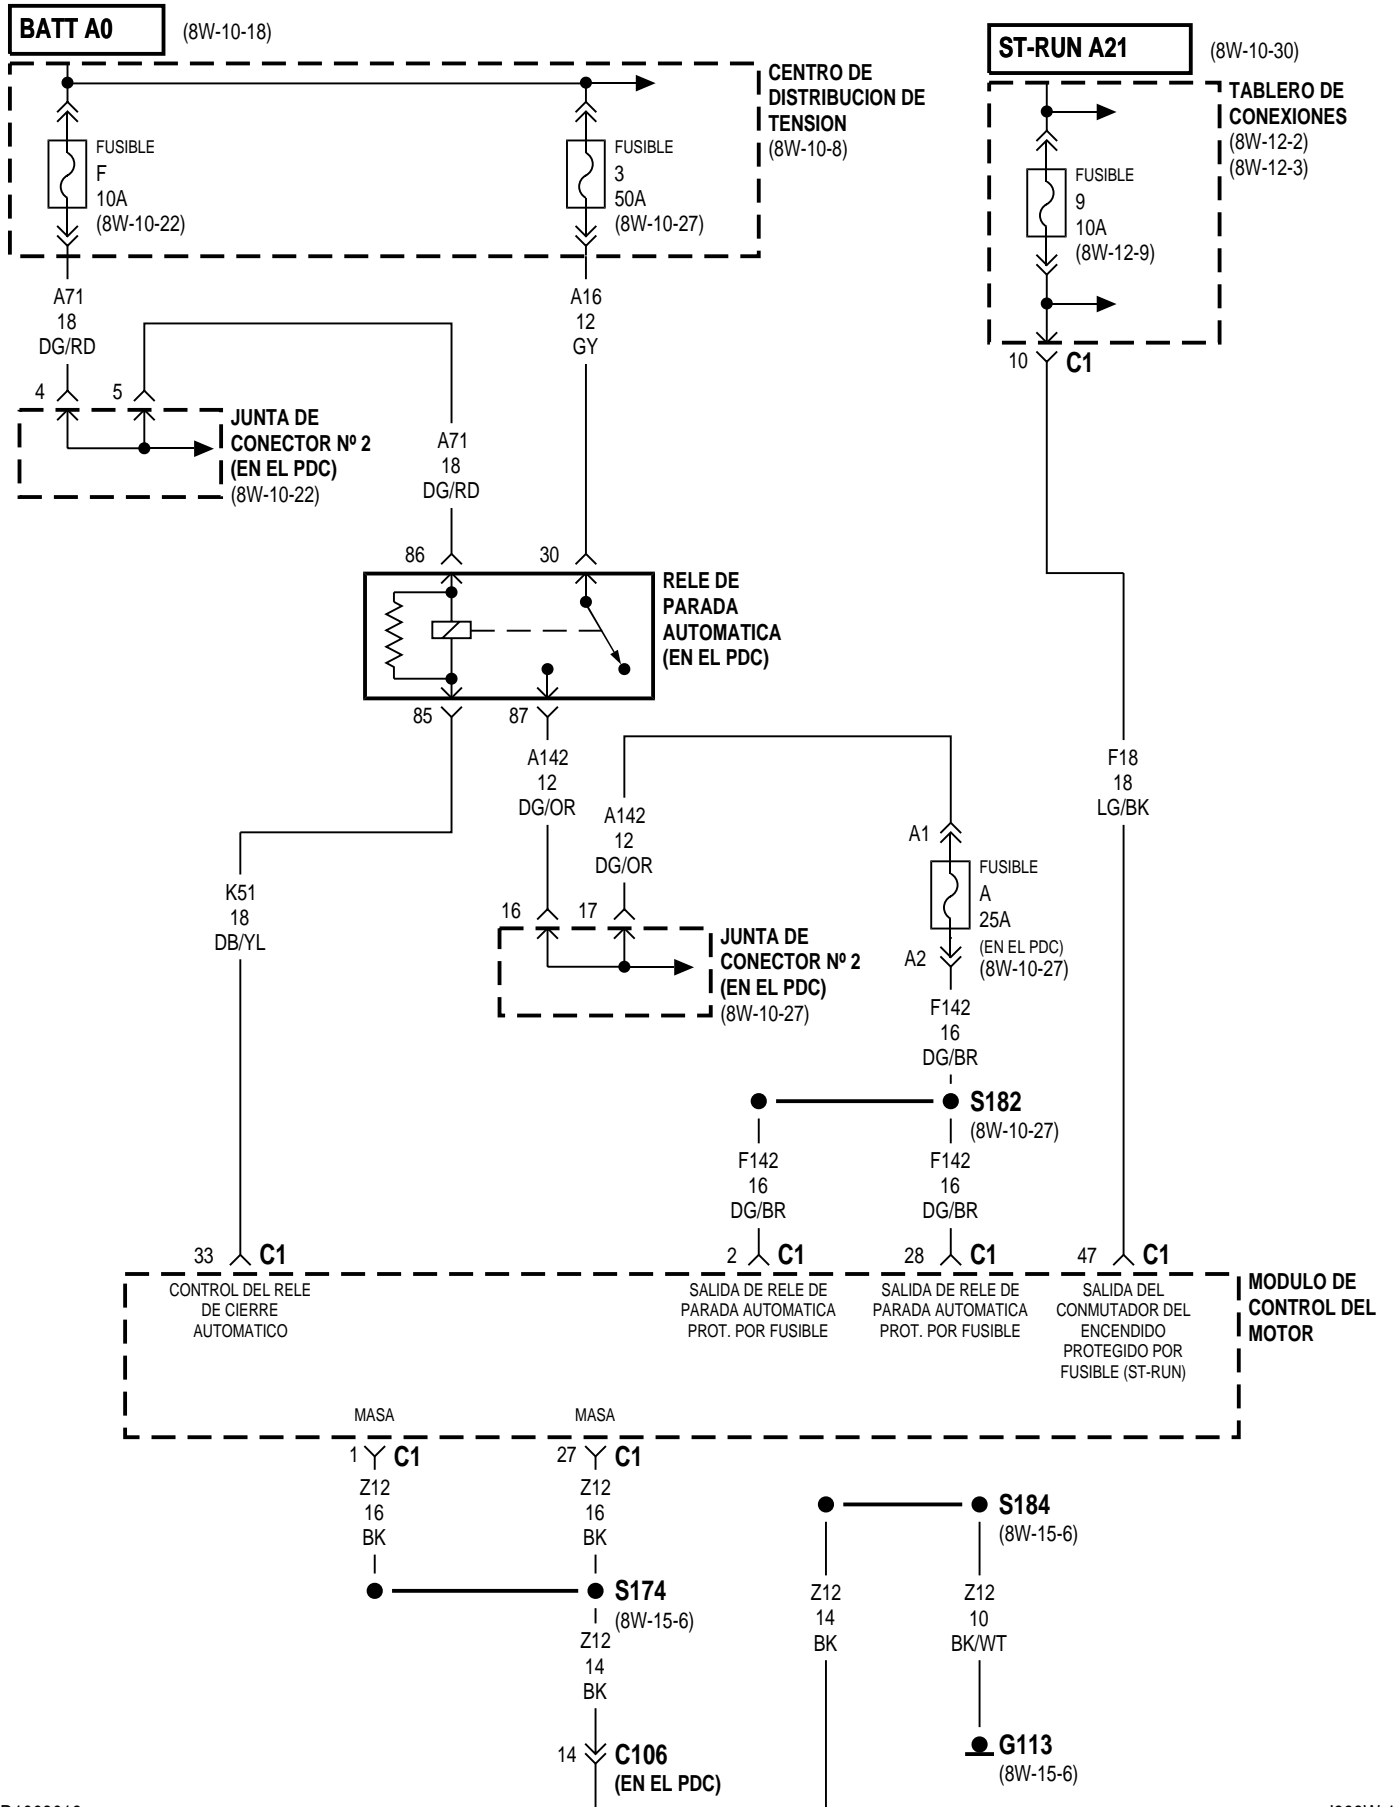 BATT A0
(8W-10-18)
ST-RUN A21
(8W-10-30)
CENTRO DE
DISTRIBUCION DE
TENSION
(8W-10-8)
TABLERO DE
CONEXIONES
(8W-12-2)
(8W-12-3)
FUSIBLE
F
10A
(8W-10-22)
FUSIBLE
3
50A
(8W-10-27)
FUSIBLE
9
10A
(8W-12-9)
A71
18
DG/RD
A16
12
GY
10
C1
4
5
JUNTA DE
CONECTOR Nº 2
(EN EL PDC)
(8W-10-22)
A71
18
DG/RD
86
30
RELE DE
PARADA
AUTOMATICA
(EN EL PDC)
85
87
A142
12
DG/OR
A142
12
DG/OR
F18
18
LG/BK
A1
FUSIBLE
A
25A
(EN EL PDC)
(8W-10-27)
A2
K51
18
DB/YL
16
17
JUNTA DE
CONECTOR Nº 2
(EN EL PDC)
(8W-10-27)
F142
16
DG/BR
S182
(8W-10-27)
F142
16
DG/BR
F142
16
DG/BR
33
C1
2
C1
28
C1
47
C1
CONTROL DEL RELE
DE CIERRE
AUTOMATICO
SALIDA DE RELE DE
PARADA AUTOMATICA
PROT. POR FUSIBLE
SALIDA DE RELE DE
PARADA AUTOMATICA
PROT. POR FUSIBLE
SALIDA DEL
CONMUTADOR DEL
ENCENDIDO
PROTEGIDO POR
FUSIBLE (ST-RUN)
MODULO DE
CONTROL DEL
MOTOR
MASA
MASA
1
C1
27
C1
Z12
16
BK
Z12
16
BK
S184
(8W-15-6)
S174
(8W-15-6)
Z12
14
BK
Z12
14
BK
Z12
10
BK/WT
14
C106
(EN EL PDC)
G113
(8W-15-6)